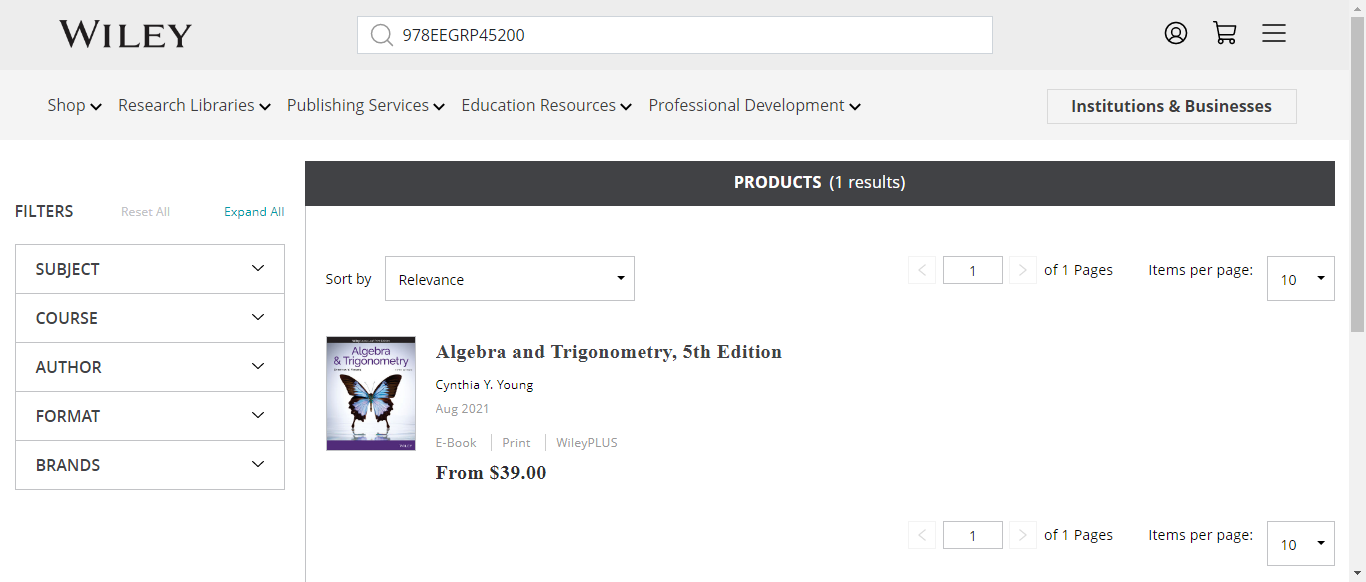 WILEY
978EEGRP45200
Shop
Research Libraries
Publishing Services
Education Resources
Professional Development
Institutions & Businesses
FILTERS
Reset All
Expand All
SUBJECT
COURSE
AUTHOR
FORMAT
BRANDS
PRODUCTS (1 results)
Sort by
Relevance
1
of 1 Pages
Items per page:
10
Algebra
& Trigonometry
WILEY
Algebra and Trigonometry, 5th Edition
Cynthia Y. Young
Aug 2021
E-Book
Print
WileyPLUS
From $39.00
1
of 1 Pages
Items per page:
10